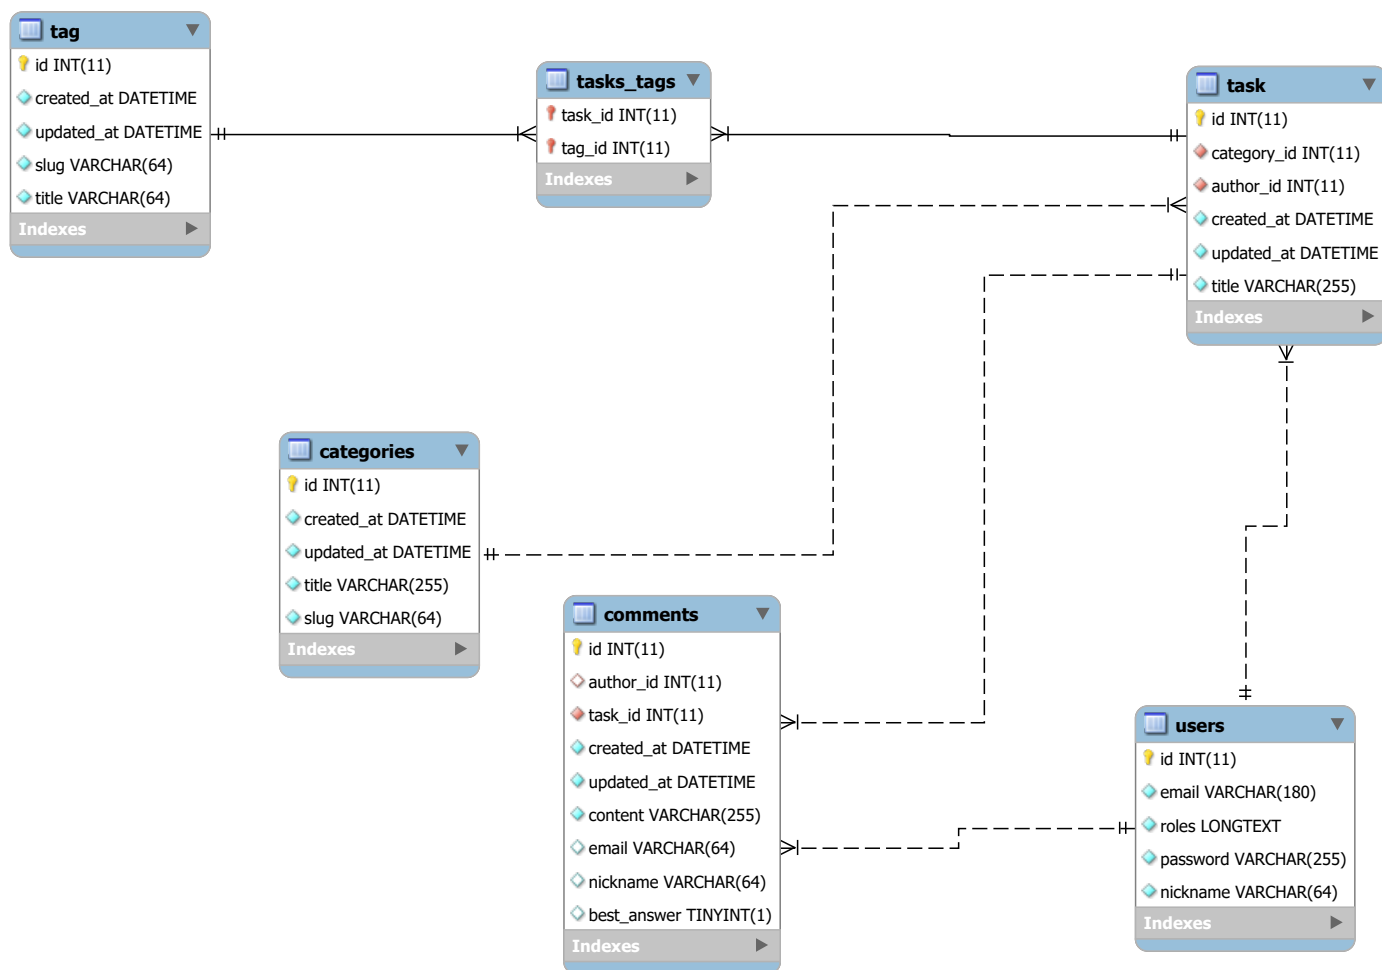 tag
id INT(11)
created_at DATETIME
updated_at DATETIME
slug VARCHAR(64)
title VARCHAR(64)
Indexes
tasks_tags
task_id INT(11)
tag_id INT(11)
Indexes
task
id INT(11)
category_id INT(11)
author_id INT(11)
created_at DATETIME
updated_at DATETIME
title VARCHAR(255)
Indexes
categories
id INT(11)
created_at DATETIME
updated_at DATETIME
title VARCHAR(255)
slug VARCHAR(64)
Indexes
comments
id INT(11)
author_id INT(11)
task_id INT(11)
created_at DATETIME
updated_at DATETIME
content VARCHAR(255)
email VARCHAR(64)
nickname VARCHAR(64)
best_answer TINYINT(1)
Indexes
users
id INT(11)
email VARCHAR(180)
roles LONGTEXT
password VARCHAR(255)
nickname VARCHAR(64)
Indexes